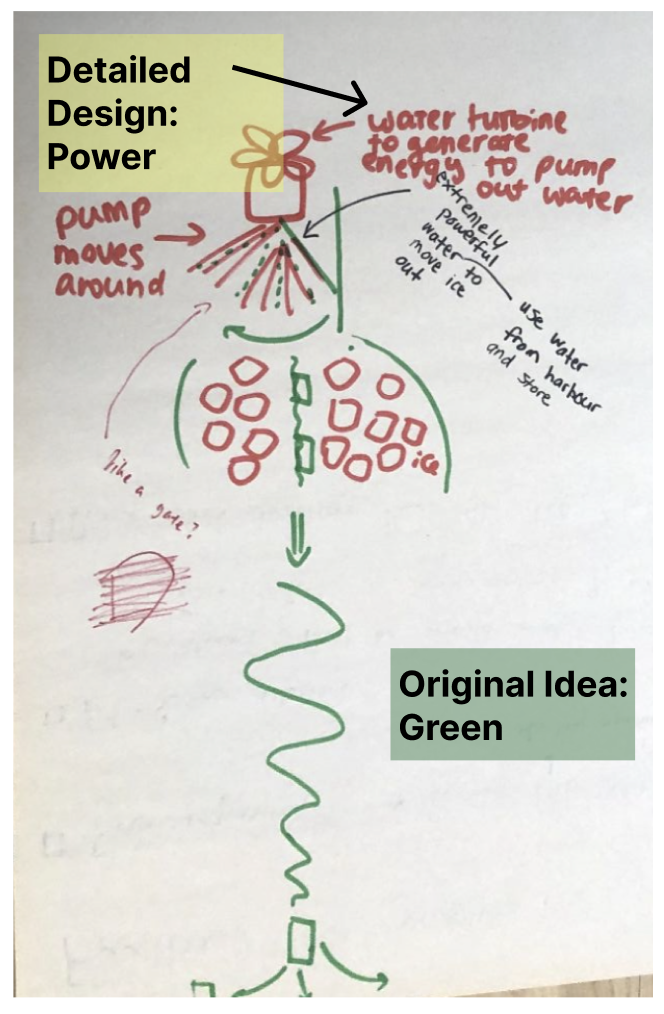 Detailed
Design:
Power
water turbine
to generate
energy to pump
out water
pump
moves
around
extremely
powerful
water to
move ice
out
use water
from harbour
and store
ice
like a gate?
Original Idea:
Green